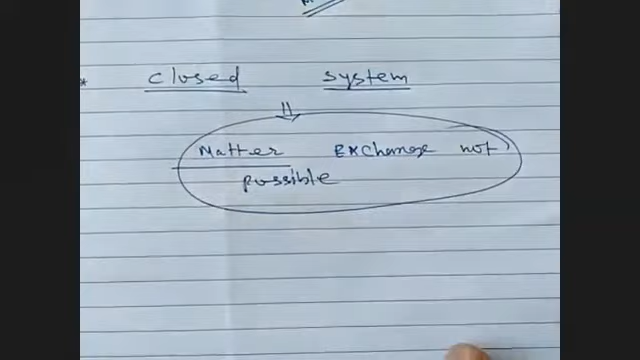 * closed system
⇓
Matter Exchange not
possible